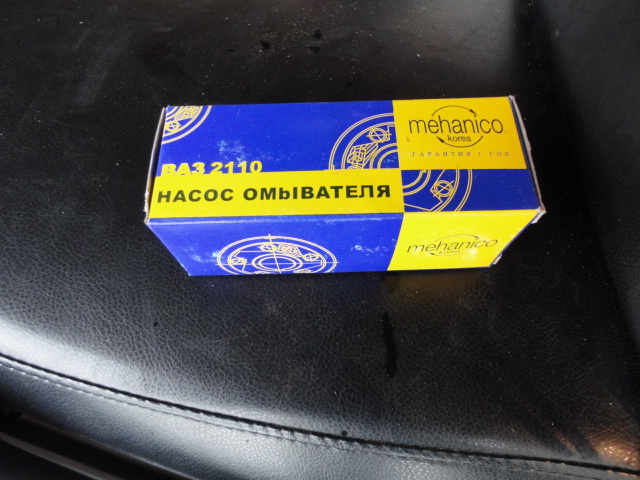 mehanico
korea
ГАРАНТИЯ 1 ГОД
ВАЗ 2110
НАСОС ОМЫВАТЕЛЯ
mehanico
korea